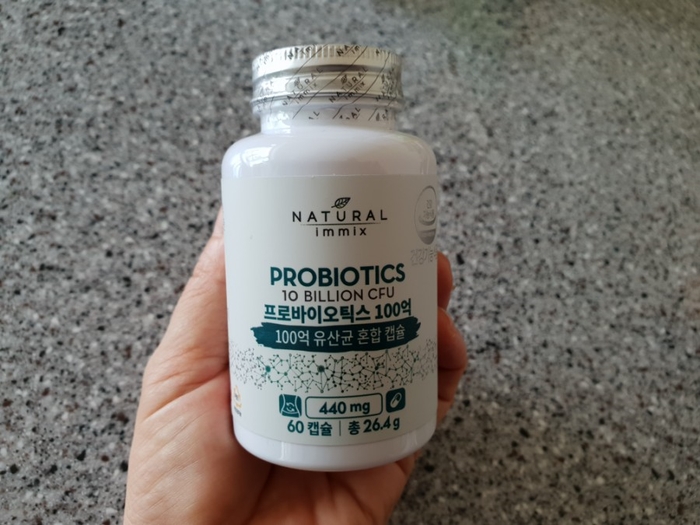 NATURAL
immix
PROBIOTICS
10 BILLION CFU
프로바이오틱스 100억
100억 유산균 혼합 캡슐
440 mg
60 캡슐 | 총 26.4 g